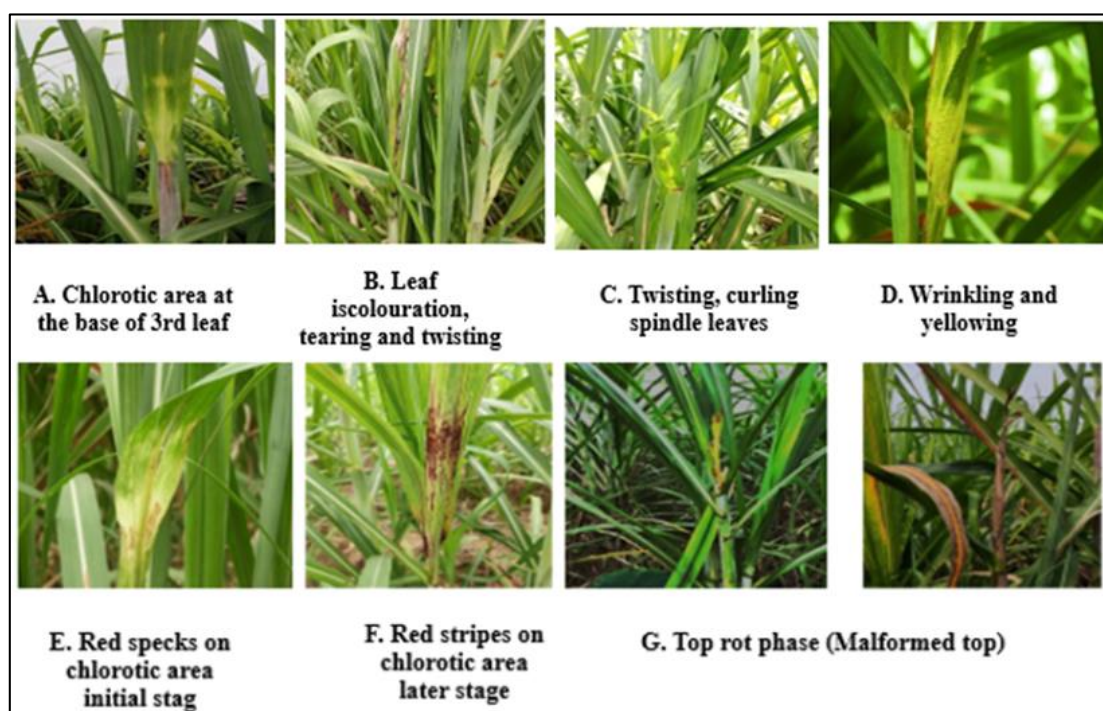 A. Chlorotic area at
the base of 3rd leaf
B. Leaf
iscolouration,
tearing and twisting
C. Twisting, curling
spindle leaves
D. Wrinkling and
yellowing
E. Red specks on
chlorotic area
initial stag
F. Red stripes on
chlorotic area
later stage
G. Top rot phase (Malformed top)